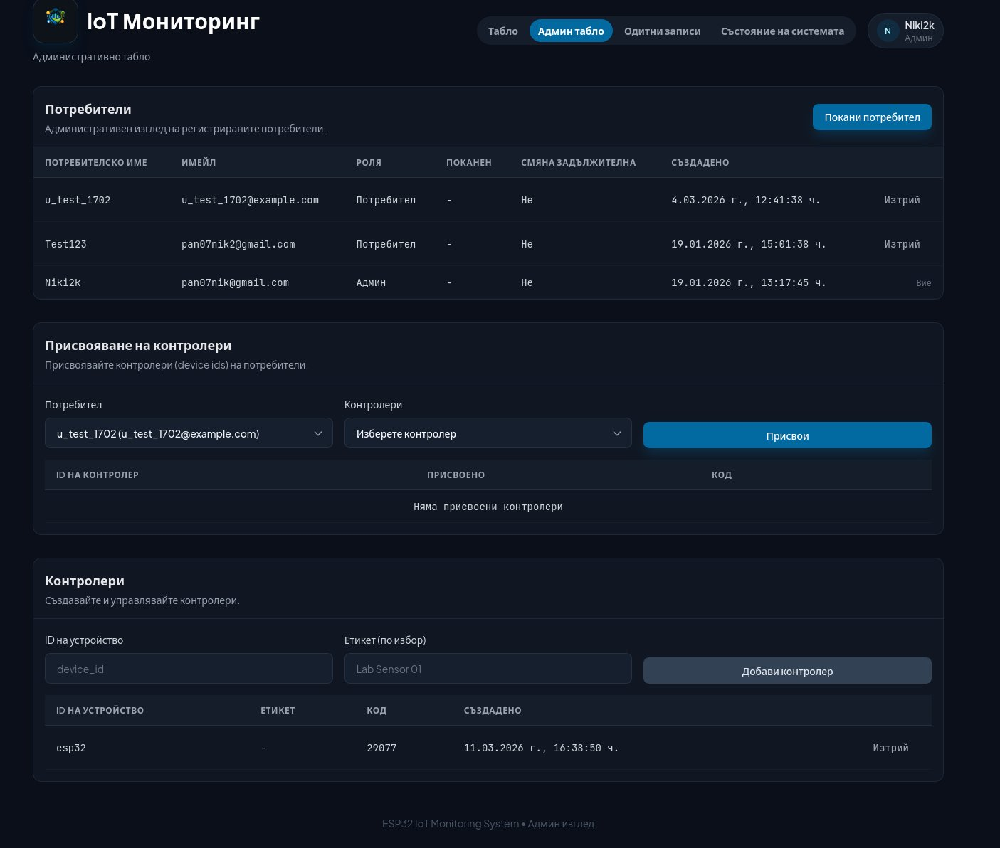 IoT Мониторинг
Табло Админ табло Одитни записи Състояние на системата
N Niki2k
Админ
Административно табло
Потребители
Административен изглед на регистрираните потребители.
Покани потребител
ПОТРЕБИТЕЛСКО ИМЕ ИМЕЙЛ РОЛЯ ПОКАНЕН СМЯНА ЗАДЪЛЖИТЕЛНА СЪЗДАДЕНО
u_test_1702 u_test_1702@example.com Потребител - Не 4.03.2026 г., 12:41:38 ч. Изтрий
Test123 pan07nik2@gmail.com Потребител - Не 19.01.2026 г., 15:01:38 ч. Изтрий
Niki2k pan07nik@gmail.com Админ - Не 19.01.2026 г., 13:17:45 ч. Вие
Присвояване на контролери
Присвоявайте контролери (device ids) на потребители.
Потребител Контролери
u_test_1702 (u_test_1702@example.com) Изберете контролер Присвои
ID НА КОНТРОЛЕР ПРИСВОЕНО КОД
Няма присвоени контролери
Контролери
Създавайте и управлявайте контролери.
ID на устройство Етикет (по избор)
device_id Lab Sensor 01 Добави контролер
ID НА УСТРОЙСТВО ЕТИКЕТ КОД СЪЗДАДЕНО
esp32 - 29077 11.03.2026 г., 16:38:50 ч. Изтрий
ESP32 IoT Monitoring System • Админ изглед